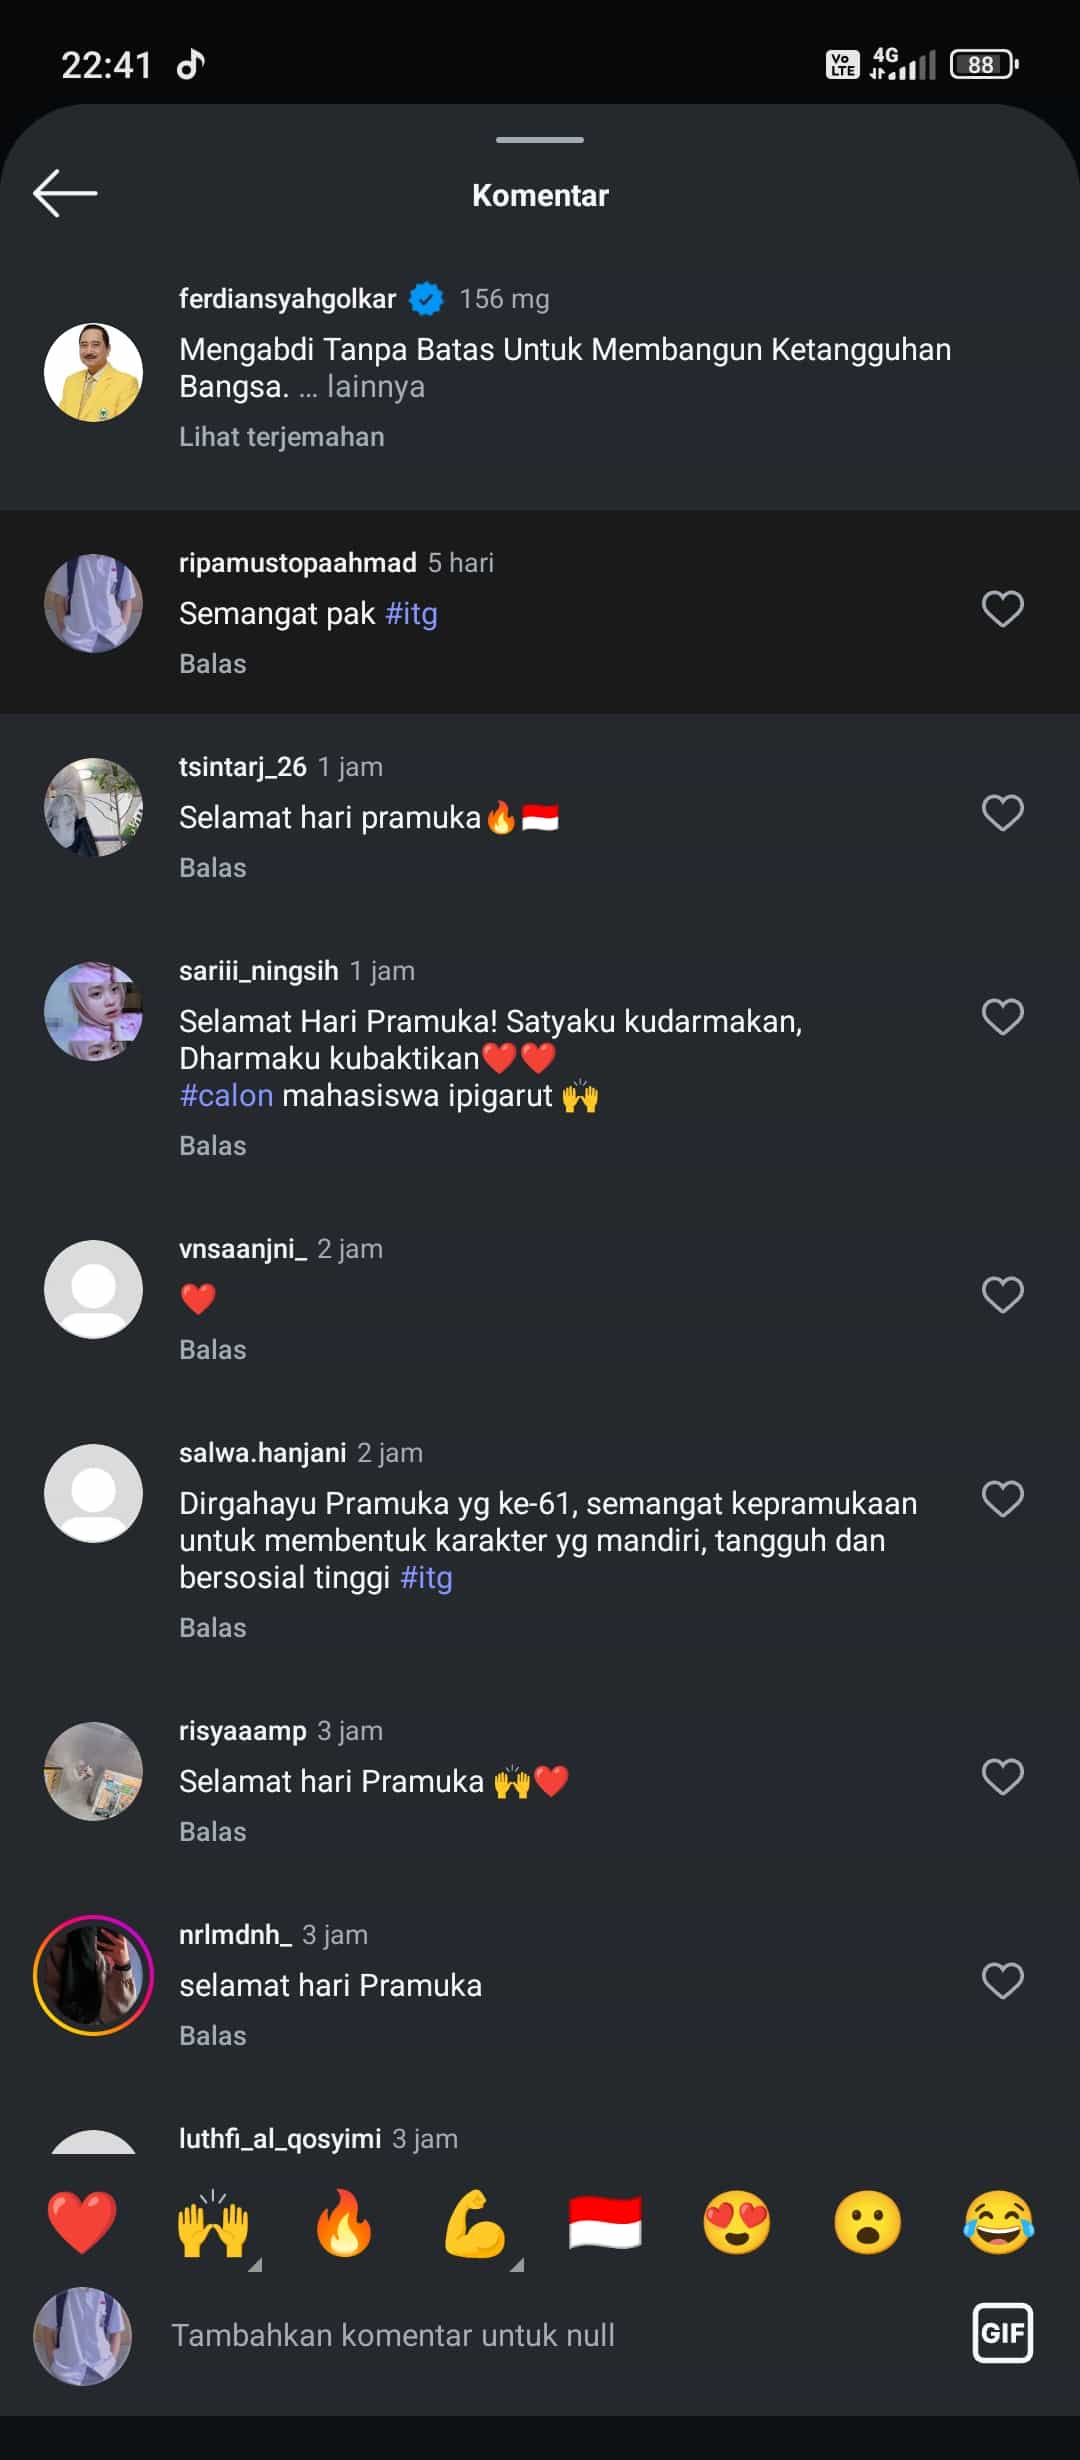 22:41
Vo LTE 4G 88
Komentar
ferdiansyahgolkar 156 mg
Mengabdi Tanpa Batas Untuk Membangun Ketangguhan
Bangsa. ... lainnya
Lihat terjemahan
ripamustopaahmad 5 hari
Semangat pak #itg
Balas
tsintarj_26 1 jam
Selamat hari pramuka🔥🇮🇩
Balas
sariii_ningsih 1 jam
Selamat Hari Pramuka! Satyaku kudarmakan,
Dharmaku kubaktikan❤️❤️
#calon mahasiswa ipigarut 🙌
Balas
vnsaanjni_ 2 jam
❤️
Balas
salwa.hanjani 2 jam
Dirgahayu Pramuka yg ke-61, semangat kepramukaan
untuk membentuk karakter yg mandiri, tangguh dan
bersosial tinggi #itg
Balas
risyaaamp 3 jam
Selamat hari Pramuka 🙌❤️
Balas
nrlmdnh_ 3 jam
selamat hari Pramuka
Balas
luthfi_al_qosyimi 3 jam
❤️ 🙌 🔥 💪 🇮🇩 😍 😮 😂
Tambahkan komentar untuk null
GIF